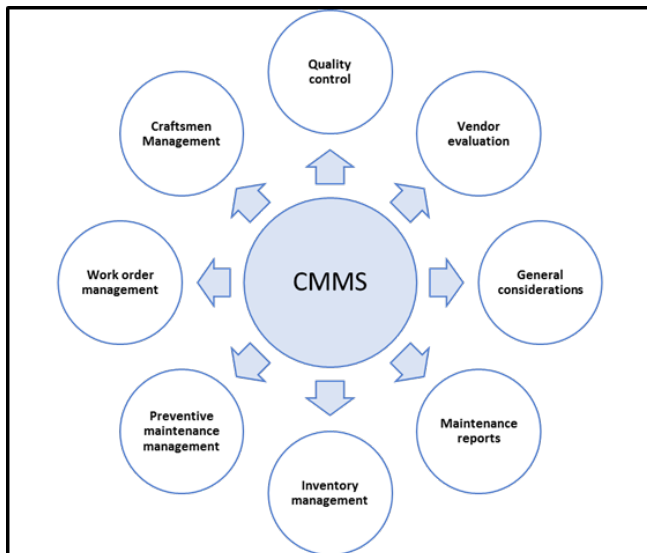 Quality
control
Craftsmen
Management
Vendor
evaluation
Work order
management
CMMS
General
considerations
Preventive
maintenance
management
Maintenance
reports
Inventory
management